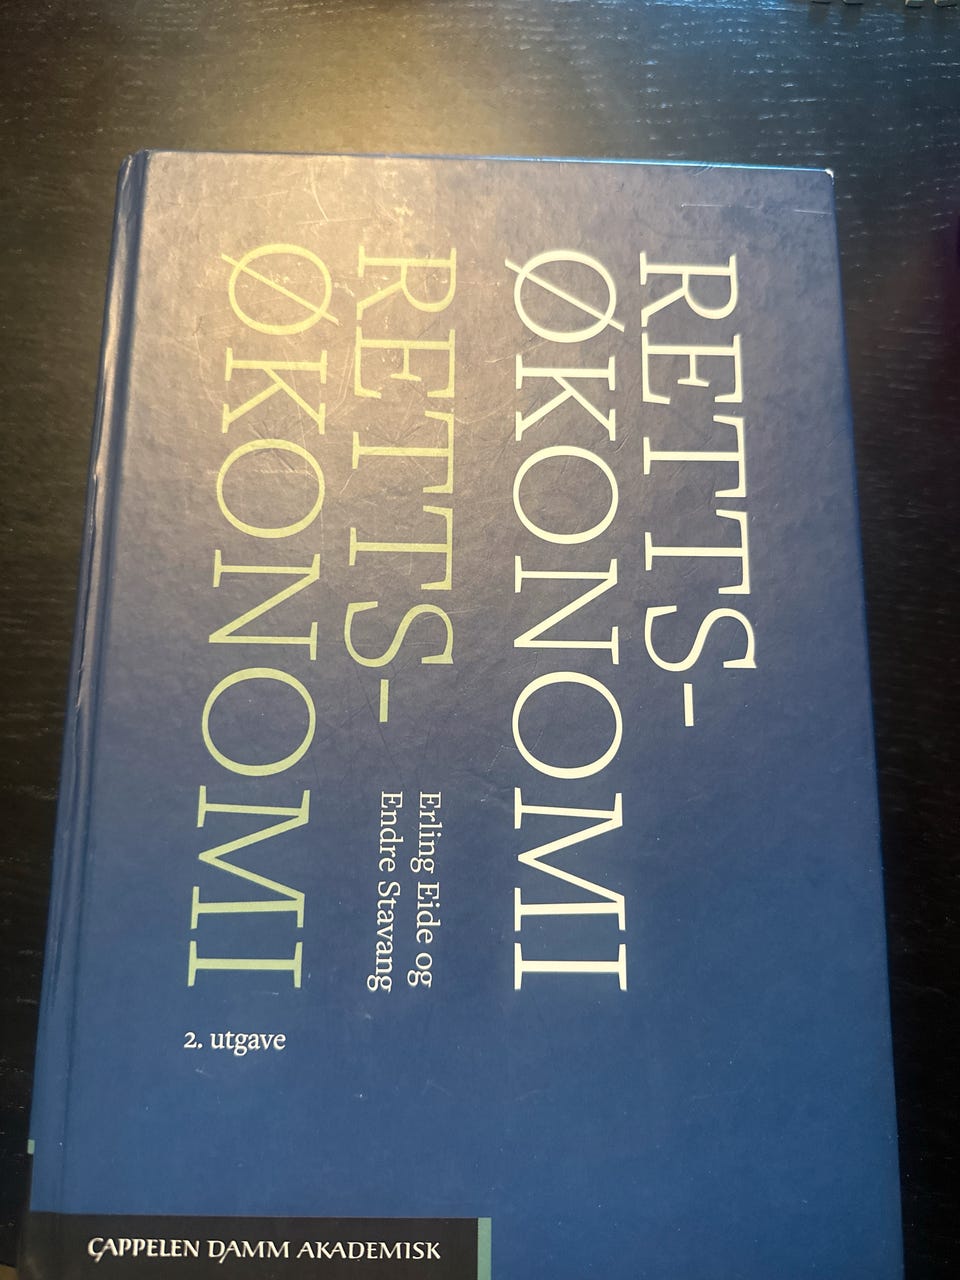 RETTS-
ØKONOMI
RETTS-
ØKONOMI
Erling Eide og
Endre Stavang
2. utgave
CAPPELEN DAMM AKADEMISK